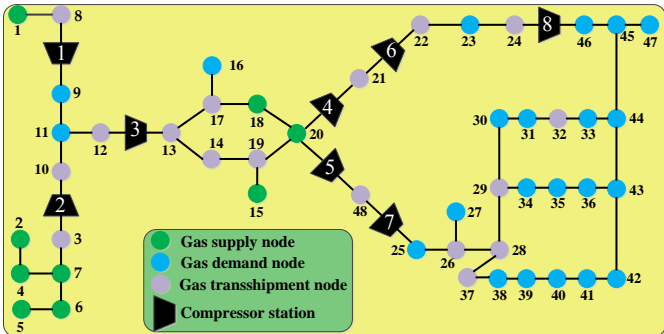 1 8 22 23 24 8 46 45 47
1 6
16 21
9 17 18 4
11 12 3 13 20 30 31 32 33 44
14 19
10 5
2 15 48 29 34 35 36 43
2 3 7 27
4 7 25 26 28
5 6 37 38 39 40 41 42
Gas supply node
Gas demand node
Gas transshipment node
Compressor station